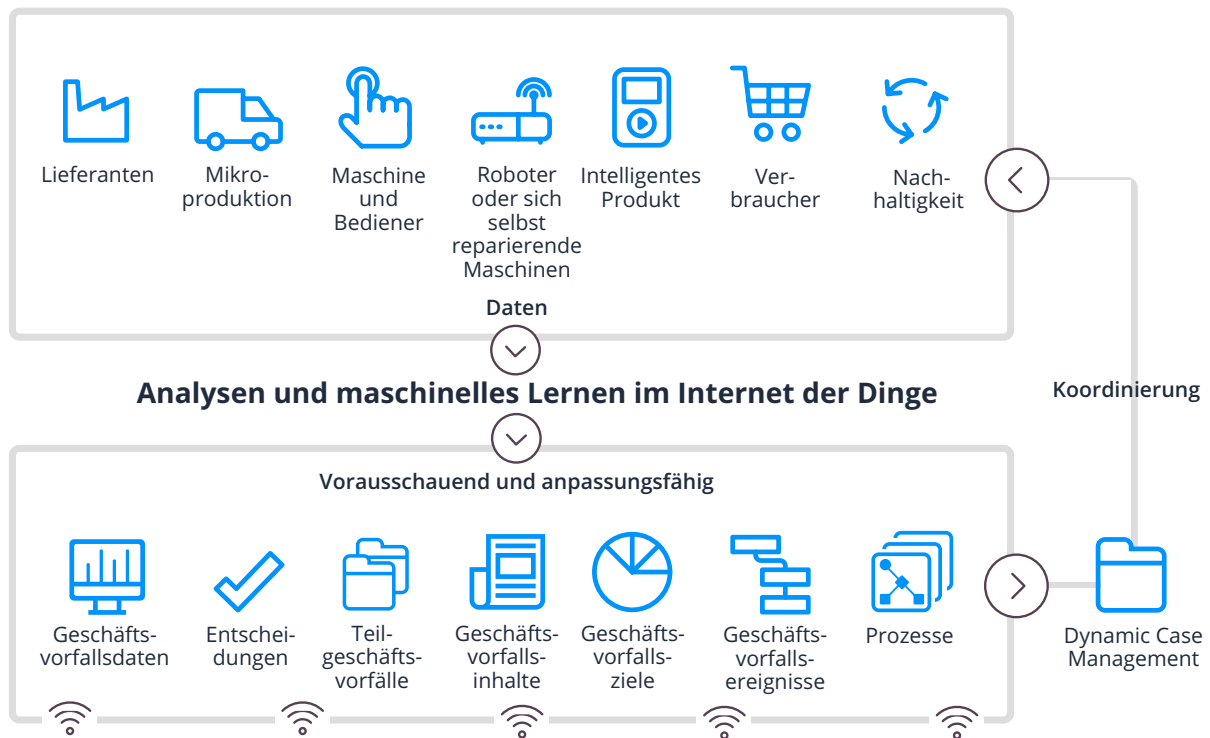 Lieferanten
Mikro-
produktion
Maschine
und
Bediener
Roboter
oder sich
selbst
reparierende
Maschinen
Intelligentes
Produkt
Ver-
braucher
Nach-
haltigkeit
Daten
Analysen und maschinelles Lernen im Internet der Dinge
Koordinierung
Vorausschauend und anpassungsfähig
Geschäfts-
vorfallsdaten
Entschei-
dungen
Teil-
geschäfts-
vorfälle
Geschäfts-
vorfalls-
inhalte
Geschäfts-
vorfalls-
ziele
Geschäfts-
vorfalls-
ereignisse
Prozesse
Dynamic Case
Management